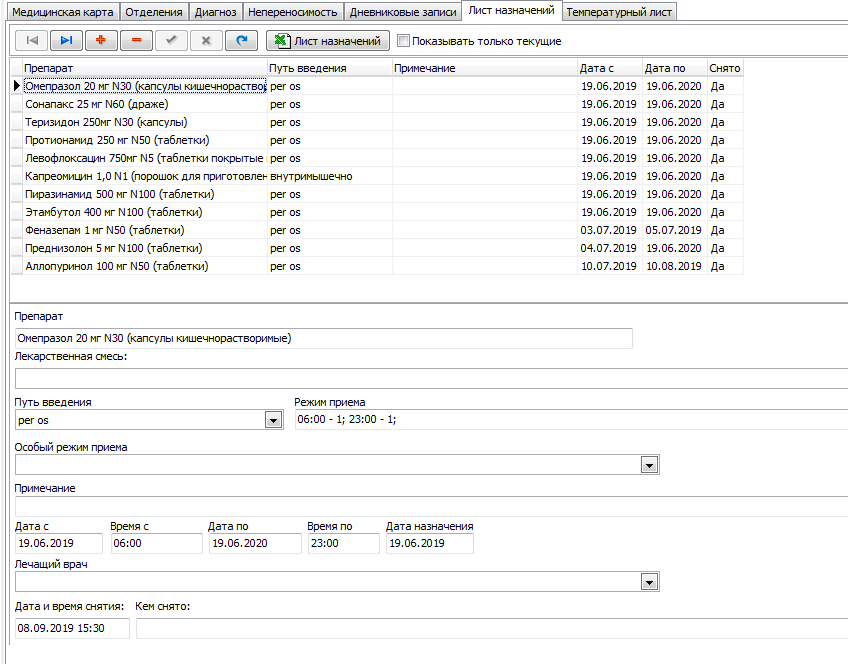 Медицинская карта Отделения Диагноз Непереносимость Дневниковые записи Лист назначений Температурный лист
Лист назначений Показывать только текущие
Препарат Путь введения Примечание Дата с Дата по Снято
Омепразол 20 мг N30 (капсулы кишечнораствор per os 19.06.2019 19.06.2020 Да
Сонапакс 25 мг N60 (драже) per os 19.06.2019 19.06.2020 Да
Теризидон 250мг N30 (капсулы) per os 19.06.2019 19.06.2020 Да
Протионамид 250 мг N50 (таблетки) per os 19.06.2019 19.06.2020 Да
Левофлоксацин 750мг N5 (таблетки покрытые per os 19.06.2019 19.06.2020 Да
Капреомицин 1,0 N1 (порошок для приготовлен внутримышечно 19.06.2019 19.06.2020 Да
Пиразинамид 500 мг N100 (таблетки) per os 19.06.2019 19.06.2020 Да
Этамбутол 400 мг N100 (таблетки) per os 19.06.2019 19.06.2020 Да
Феназепам 1 мг N50 (таблетки) per os 03.07.2019 05.07.2019 Да
Преднизолон 5 мг N100 (таблетки) per os 04.07.2019 19.06.2020 Да
Аллопуринол 100 мг N50 (таблетки) per os 10.07.2019 10.08.2019 Да
Препарат
Омепразол 20 мг N30 (капсулы кишечнорастворимые)
Лекарственная смесь:
Путь введения Режим приема
per os 06:00 - 1; 23:00 - 1;
Особый режим приема
Примечание
Дата с Время с Дата по Время по Дата назначения
19.06.2019 06:00 19.06.2020 23:00 19.06.2019
Лечащий врач
Дата и время снятия: Кем снято:
08.09.2019 15:30